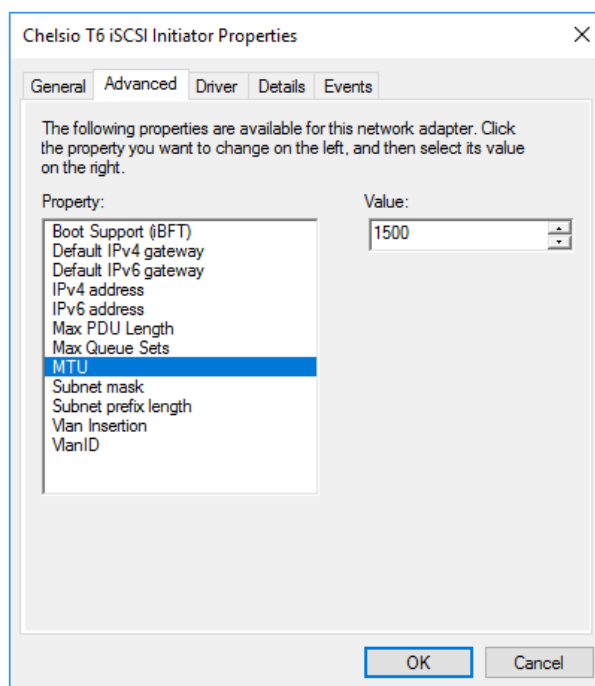 Chelsio T6 iSCSI Initiator Properties
General Advanced Driver Details Events
The following properties are available for this network adapter. Click
the property you want to change on the left, and then select its value
on the right.
Property: Value:
Boot Support (iBFT) 1500
Default IPv4 gateway
Default IPv6 gateway
IPv4 address
IPv6 address
Max PDU Length
Max Queue Sets
MTU
Subnet mask
Subnet prefix length
Vlan Insertion
VlanID
OK Cancel